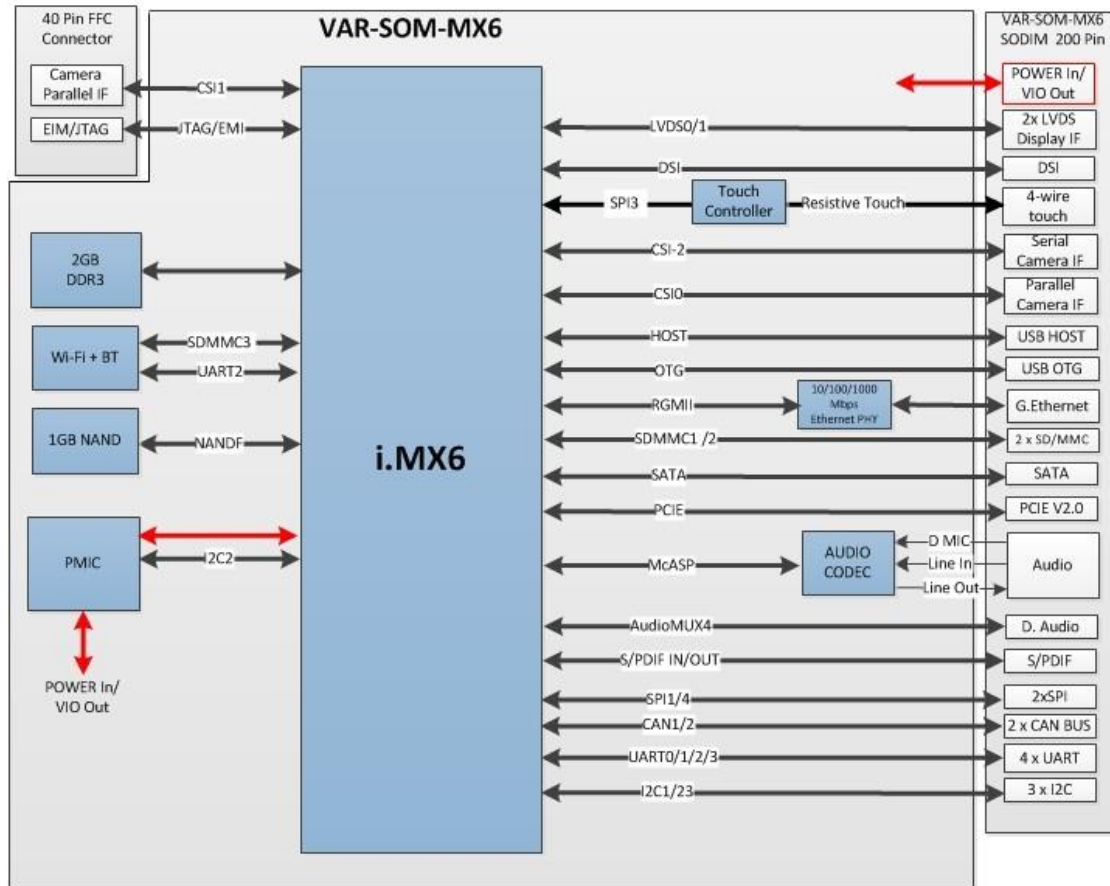 40 Pin FFC
Connector
VAR-SOM-MX6
VAR-SOM-MX6
SODIM 200 Pin
Camera
Parallel IF
CSI1
EIM/JTAG
JTAG/EMI
POWER In/
VIO Out
LVDS0/1
2x LVDS
Display IF
DSI
DSI
SPI3
Touch
Controller
Resistive Touch
4-wire
touch
2GB
DDR3
CSI-2
Serial
Camera IF
CSI0
Parallel
Camera IF
Wi-Fi + BT
SDMMC3
UART2
HOST
USB HOST
OTG
USB OTG
RGMII
10/100/1000
Mbps
Ethernet PHY
G.Ethernet
1GB NAND
NANDF
i.MX6
SDMMC1 /2
2 x SD/MMC
SATA
SATA
PCIE
PCIE V2.0
PMIC
I2C2
McASP
AUDIO
CODEC
D MIC
Line In
Line Out
Audio
POWER In/
VIO Out
AudioMUX4
D. Audio
S/PDIF IN/OUT
S/PDIF
SPI1/4
2xSPI
CAN1/2
2 x CAN BUS
UART0/1/2/3
4 x UART
I2C1/23
3 x I2C